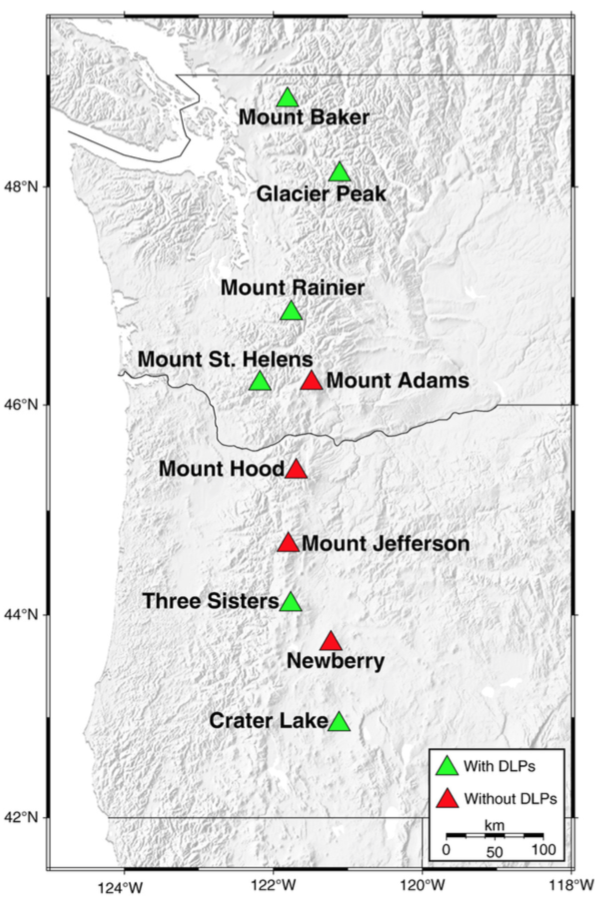 Mount Baker
48°N
Glacier Peak
Mount Rainier
Mount St. Helens
Mount Adams
46°N
Mount Hood
Mount Jefferson
Three Sisters
44°N
Newberry
Crater Lake
With DLPs
Without DLPs
km
0 50 100
42°N
124°W 122°W 120°W 118°W